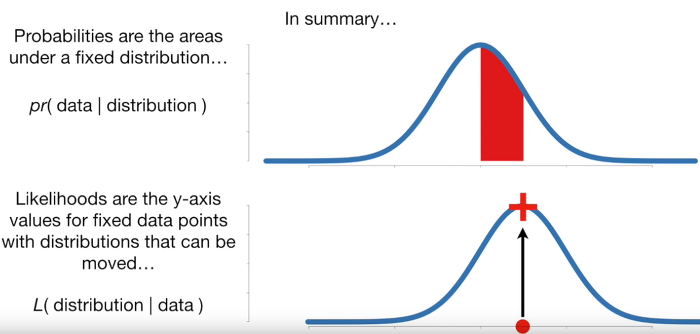 In summary…
Probabilities are the areas
under a fixed distribution…
pr( data | distribution )
Likelihoods are the y-axis
values for fixed data points
with distributions that can be
moved…
L( distribution | data )